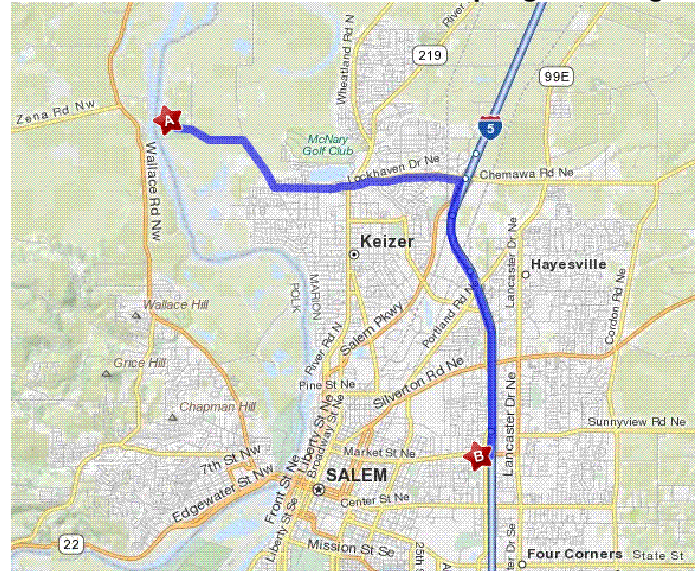 River
219
99E
Wheatland Rd N
Zena Rd Nw
A
5
McNary
Golf Club
Lockhaven Dr Ne
Chemawa Rd Ne
Wallace Rd Nw
Keizer
Hayesville
Lancaster Dr Ne
MARION
POLK
Wallace Hill
Cordon Rd Ne
Portland Rd Ne
Salem Pkwy
River Rd N
Grice Hill
Pine St Ne
Silverton Rd Ne
Chapman Hill
Liberty St Ne
Broadway St Ne
Lancaster Dr Ne
Sunnyview Rd Ne
Market St Ne
B
7th St Nw
SALEM
Edgewater St Nw
Front St Ne
Center St Ne
Liberty St Se
22
Mission St Se
25th S
ter Dr Se
Four Corners
State St